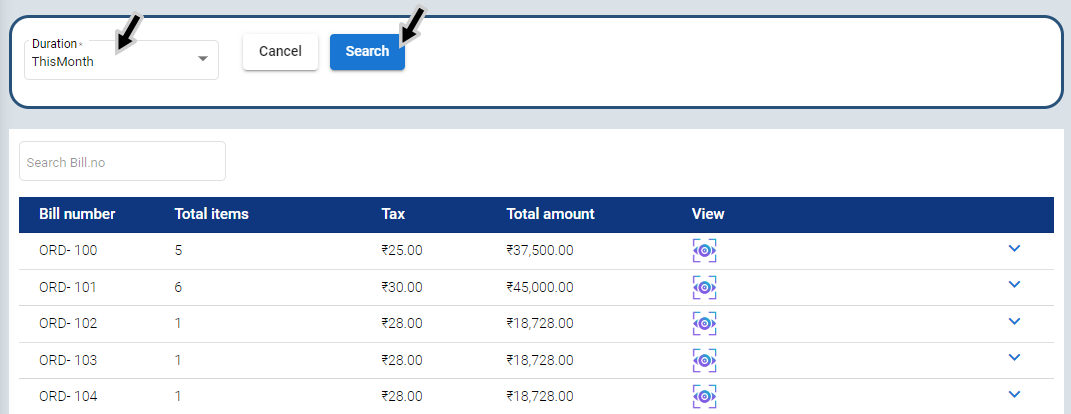 Duration *
ThisMonth
Cancel
Search
Search Bill.no
Bill number Total items Tax Total amount View
ORD- 100 5 ₹25.00 ₹37,500.00
ORD- 101 6 ₹30.00 ₹45,000.00
ORD- 102 1 ₹28.00 ₹18,728.00
ORD- 103 1 ₹28.00 ₹18,728.00
ORD- 104 1 ₹28.00 ₹18,728.00